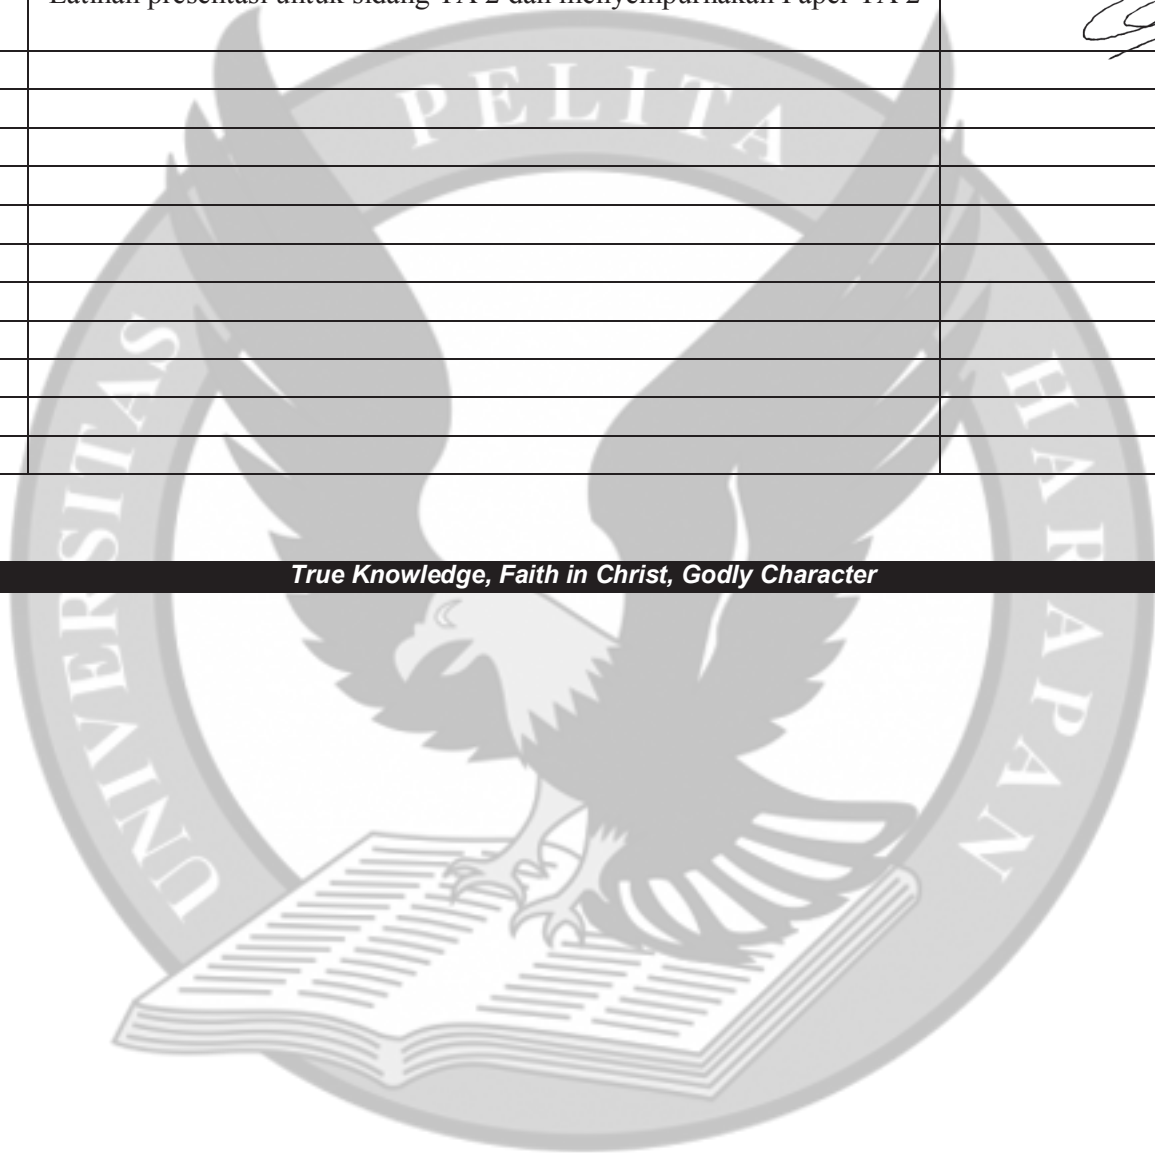 Latihan presentasi untuk sidang TA 2 dan menyempurnakan Paper TA 2
UNIVERSITAS PELITA HARAPAN
True Knowledge, Faith in Christ, Godly Character